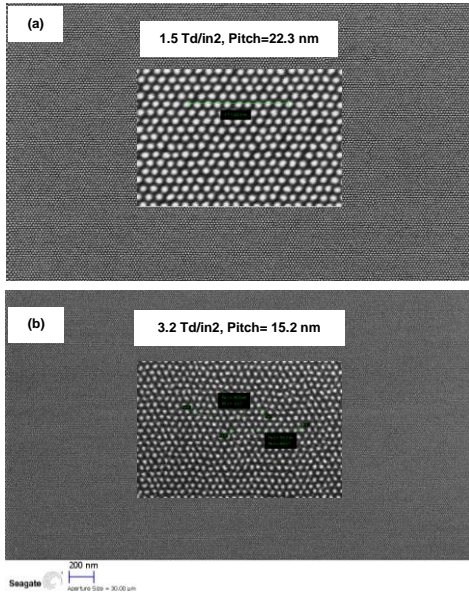 (a)
1.5 Td/in2, Pitch=22.3 nm
(b)
3.2 Td/in2, Pitch= 15.2 nm
200 nm
Seagate
Aperture Size = 30.00 µm